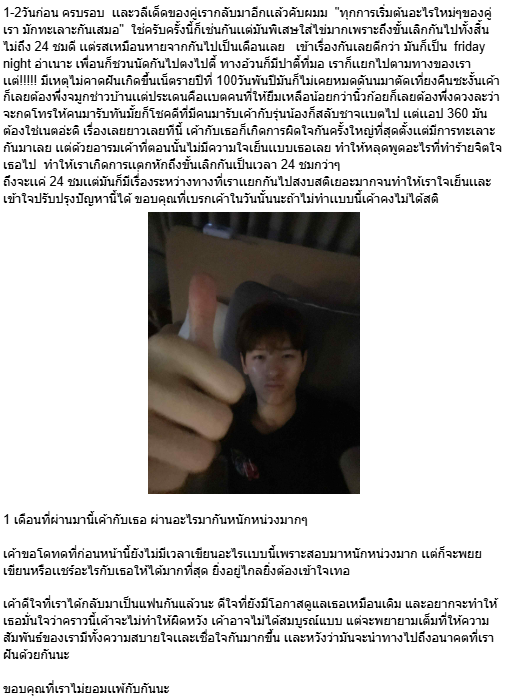 1-2วันก่อน ครบรอบ และวลีเด็ดของคู่เรากลับมาอีกแล้วคับผมม "ทุกการเริ่มต้นอะไรใหม่ๆของคู่
เรา มักทะเลาะกันเสมอ" ใช่ครับครั้งนี้ก็เช่นกันแต่มันพิเศษใส่ไข่มากเพราะถึงขั้นเลิกกันไปทั้งสิ้น
ไม่ถึง 24 ชมดี แต่รสเหมือนหายจากกันไปเป็นเดือนเลย เข้าเรื่องกันเลยดีกว่า มันก็เป็น friday
night อ่าเนาะ เพื่อนก็ชวนนัดกันไปตงไปตี้ ทางอ้วนก็มีปาตี้ที่มอ เราก็แยกไปตามทางของเรา
แต่!!!!! มีเหตุไม่คาดฝันเกิดขึ้นเน็ตรายปีที่ 100วันพันปีมันก็ไม่เคยหมดดันนมาตัดเที่ยงคืนซะงั้นเค้า
ก็เลยต้องพึ่งจมูกชาวบ้านแต่ประเดนคือแบตคนที่ให้ยืมเหลือน้อยกว่านิ้วก้อยก็เลยต้องพึ่งดวงละว่า
จะกดโทรให้คนมารับทันมั้ยก็โชคดีที่มีคนมารับเค้ากับรุ่นน้องก็สลับชาจแบตไป แต่แอป 360 มัน
ต้องใช่เนตอ่ะดิ เรื่องเลยยาวเลยทีนี้ เค้ากับเธอก็เกิดการผิดใจกันครั้งใหญ่ที่สุดตั้งแต่มีการทะเลาะ
กันมาเลย แต่ด้วยอารมเค้าที่ตอนนั้นไม่มีความใจเย็นแบบเธอเลย ทำให้หลุดพูดอะไรที่ทำร้ายจิตใจ
เธอไป ทำให้เราเกิดการแตกหักถึงขั้นเลิกกันเป็นเวลา 24 ชมกว่าๆ
ถึงจะแค่ 24 ชมแต่มันก็มีเรื่องระหว่างทางที่เราแยกกันไปสงบสติเยอะมากจนทำให้เราใจเย็นและ
เข้าใจปรับปรุงปัญหานี้ได้ ขอบคุณที่เบรกเค้าในวันนั้นนะถ้าไม่ทำแบบนี้เค้าคงไม่ได้สติ
1 เดือนที่ผ่านมานี้เค้ากับเธอ ผ่านอะไรมากันหนักหน่วงมากๆ
เค้าขอโดทดที่ก่อนหน้านี้ยังไม่มีเวลาเขียนอะไรแบบนี้เพราะสอบมาหนักหน่วงมาก แต่ก็จะพยย
เขียนหรือแชร์อะไรกับเธอให้ได้มากที่สุด ยิ่งอยู่ไกลยิ่งต้องเข้าใจเทอ
เค้าดีใจที่เราได้กลับมาเป็นแฟนกันแล้วนะ ดีใจที่ยังมีโอกาสดูแลเธอเหมือนเดิม และอยากจะทำให้
เธอมั่นใจว่าคราวนี้เค้าจะไม่ทำให้ผิดหวัง เค้าอาจไม่ได้สมบูรณ์แบบ แต่จะพยายามเต็มที่ให้ความ
สัมพันธ์ของเรามีทั้งความสบายใจและเชื่อใจกันมากขึ้น และหวังว่ามันจะนำทางไปถึงอนาคตที่เรา
ฝันด้วยกันนะ
ขอบคุณที่เราไม่ยอมแพ้กับกันนะ